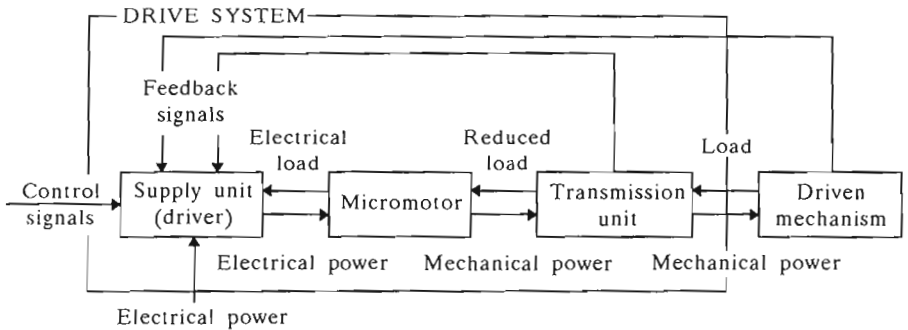 DRIVE SYSTEM
Feedback
signals
Electrical
load
Reduced
load
Load
Control
signals
Supply unit
(driver)
Micromotor
Transmission
unit
Driven
mechanism
Electrical power
Mechanical power
Mechanical power
Electrical power